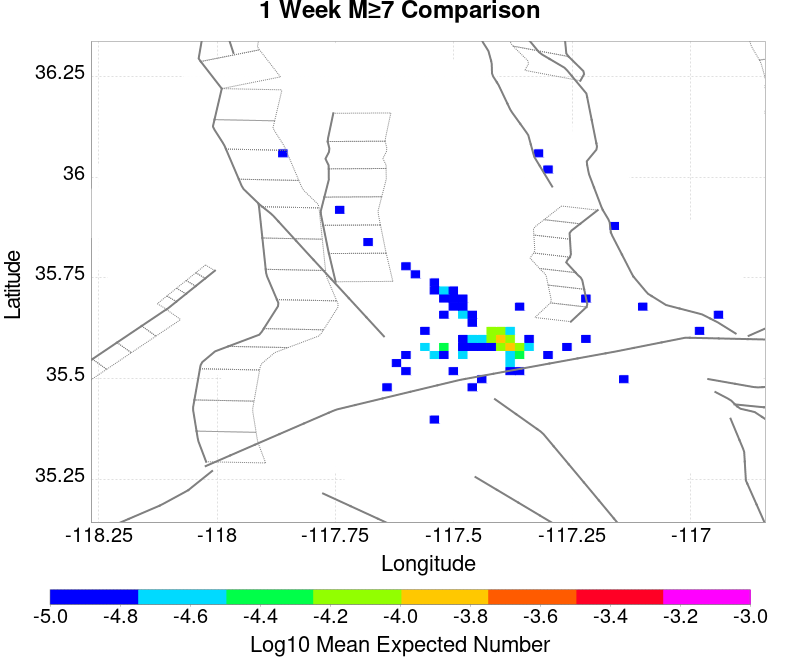 1 Week M≥7 Comparison
36.25
36
35.75
35.5
35.25
Latitude
-118.25 -118 -117.75 -117.5 -117.25 -117
Longitude
-5.0 -4.8 -4.6 -4.4 -4.2 -4.0 -3.8 -3.6 -3.4 -3.2 -3.0
Log10 Mean Expected Number